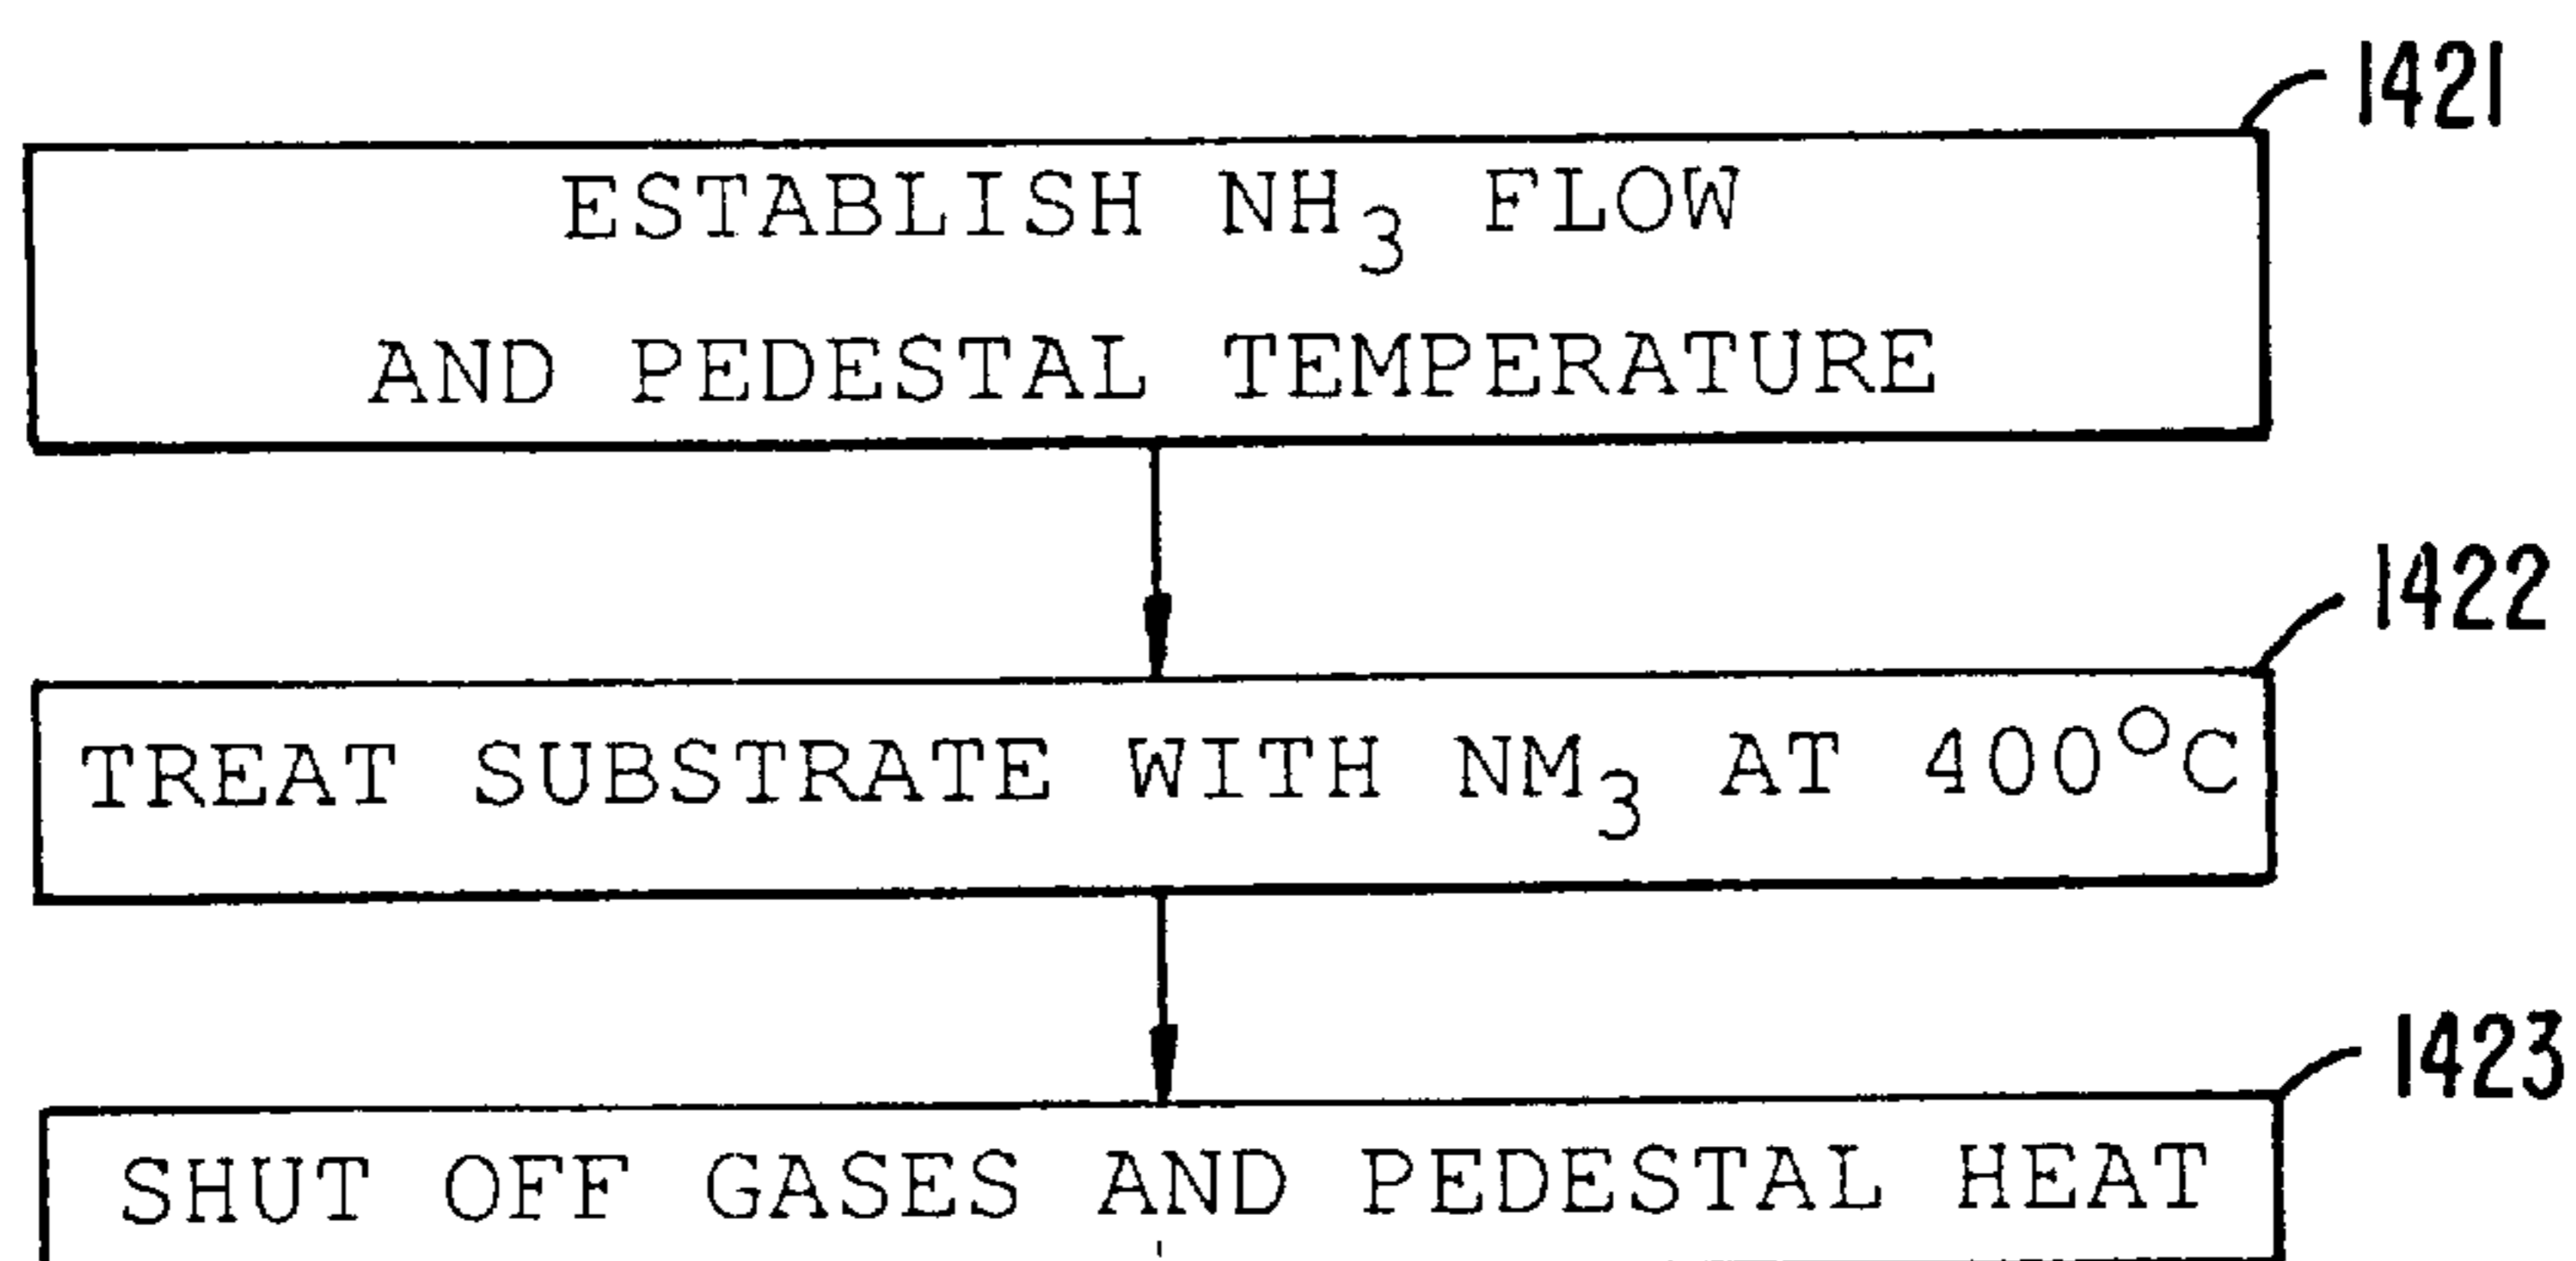 1421
ESTABLISH NH₃ FLOW
AND PEDESTAL TEMPERATURE
1422
TREAT SUBSTRATE WITH NM₃ AT 400°C
1423
SHUT OFF GASES AND PEDESTAL HEAT